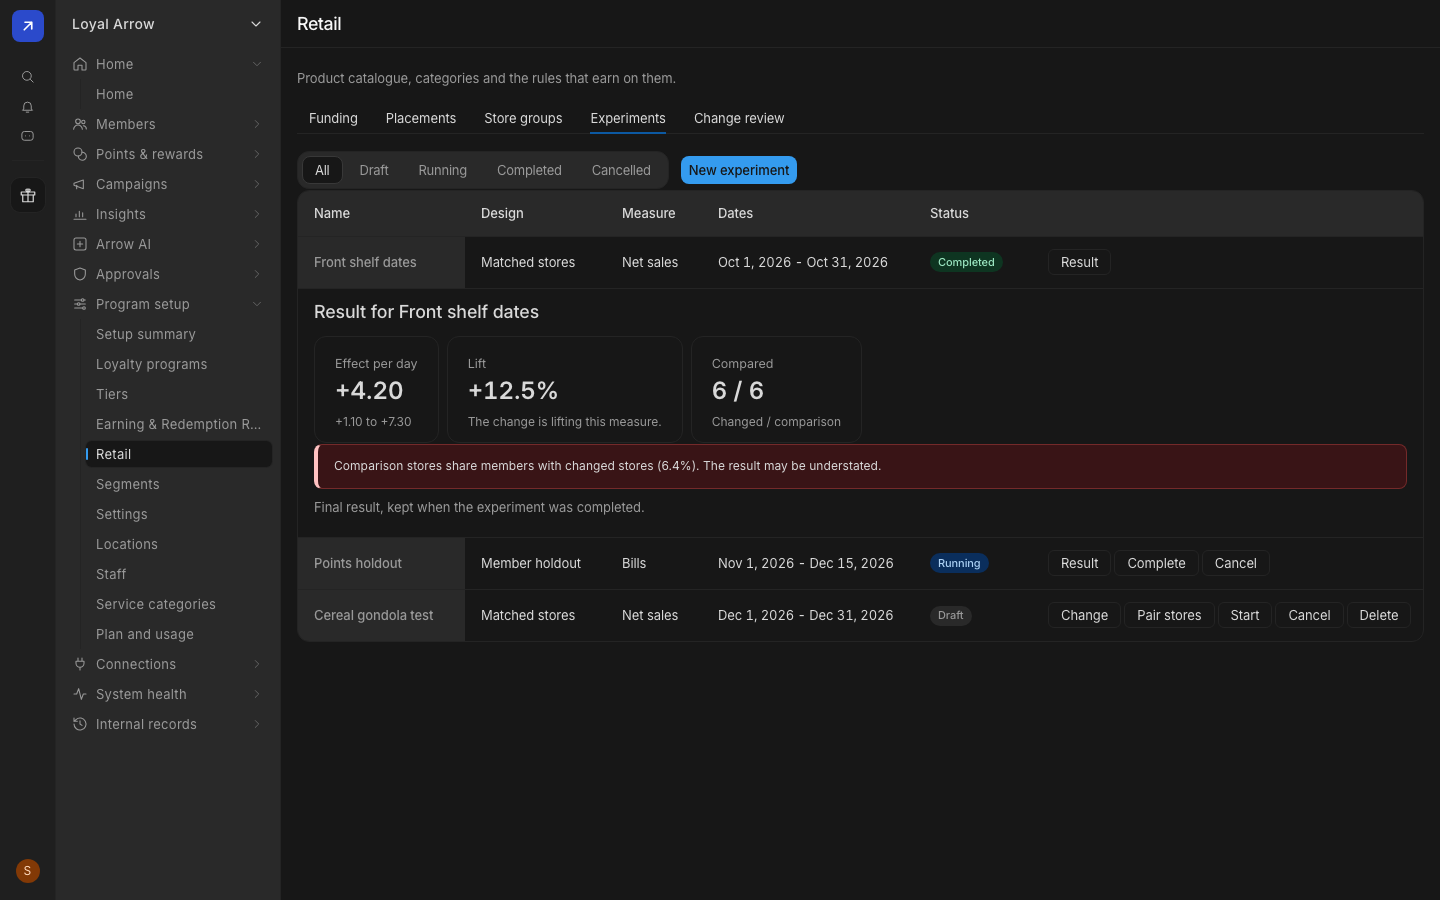 Loyal Arrow
Retail
Home
Home
Members
Points & rewards
Campaigns
Insights
Arrow AI
Approvals
Program setup
Setup summary
Loyalty programs
Tiers
Earning & Redemption R...
Retail
Segments
Settings
Locations
Staff
Service categories
Plan and usage
Connections
System health
Internal records
S
Product catalogue, categories and the rules that earn on them.
Funding Placements Store groups Experiments Change review
All Draft Running Completed Cancelled New experiment
Name Design Measure Dates Status
Front shelf dates Matched stores Net sales Oct 1, 2026 - Oct 31, 2026 Completed Result
Result for Front shelf dates
Effect per day
+4.20
+1.10 to +7.30
Lift
+12.5%
The change is lifting this measure.
Compared
6 / 6
Changed / comparison
Comparison stores share members with changed stores (6.4%). The result may be understated.
Final result, kept when the experiment was completed.
Points holdout Member holdout Bills Nov 1, 2026 - Dec 15, 2026 Running Result Complete Cancel
Cereal gondola test Matched stores Net sales Dec 1, 2026 - Dec 31, 2026 Draft Change Pair stores Start Cancel Delete